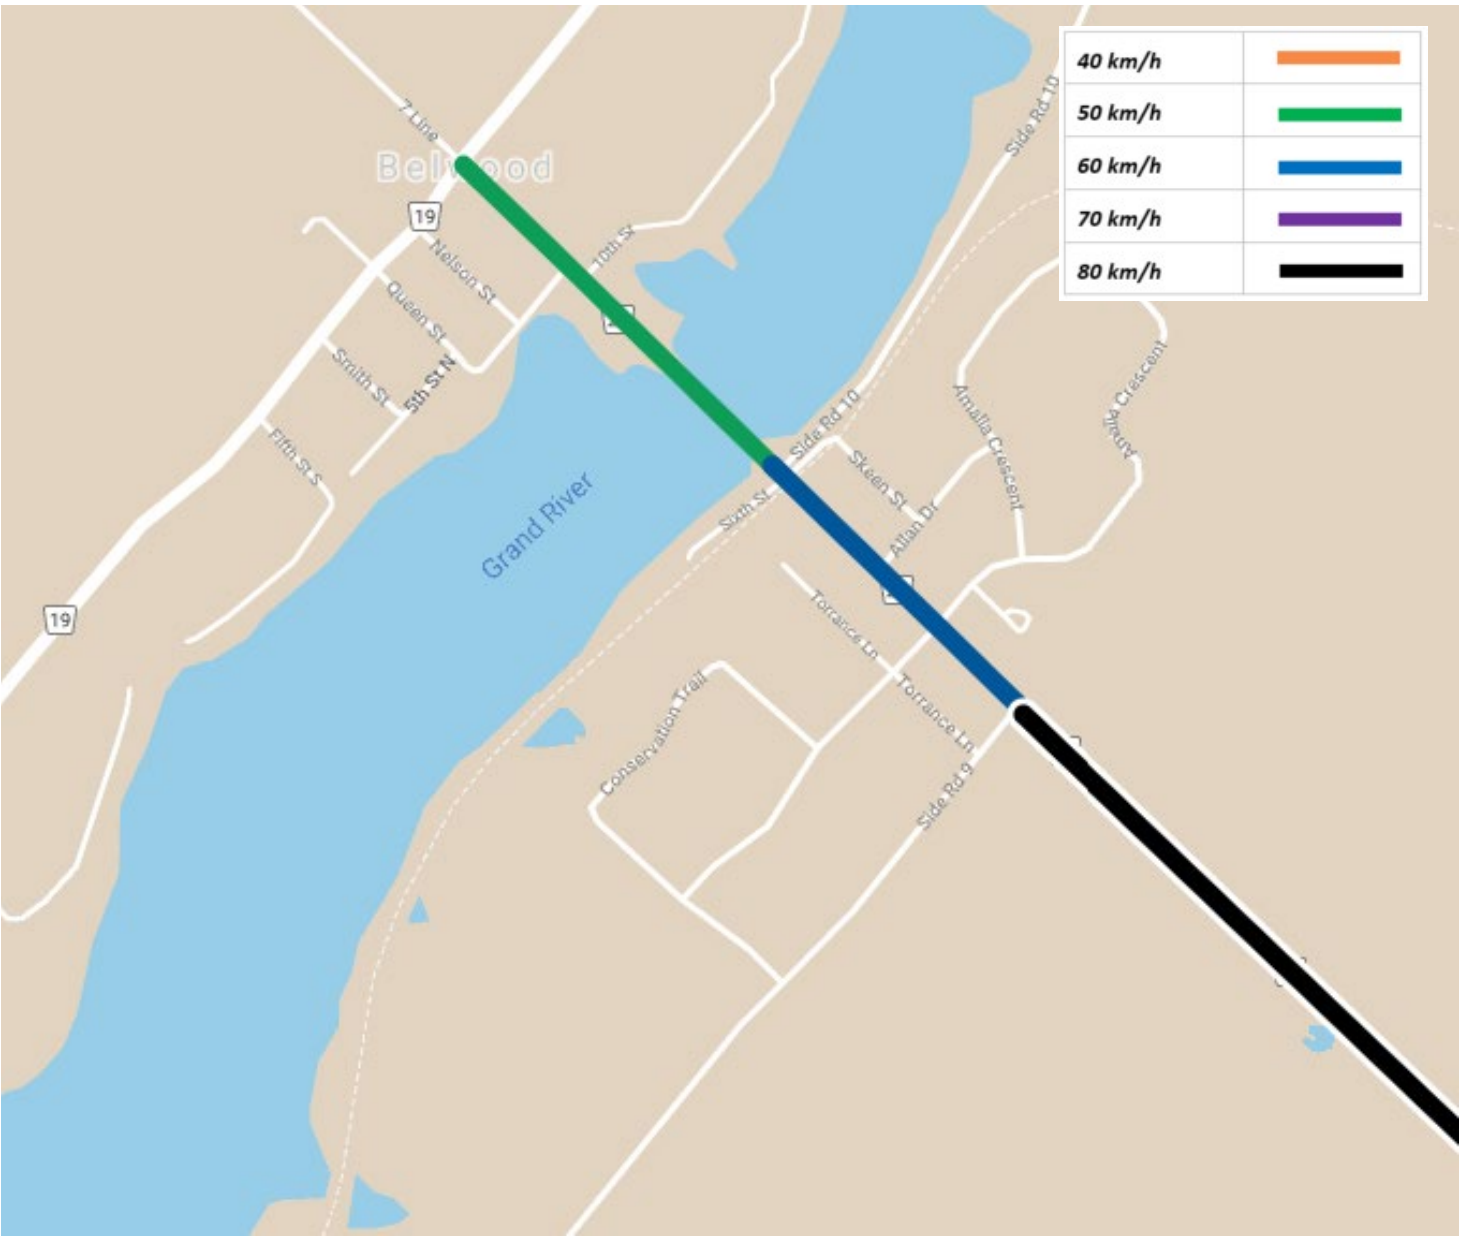 40 km/h
50 km/h
60 km/h
70 km/h
80 km/h
7 Line
Side Rd 10
Belwood
19
10th St
Nelson St
Queen St
Smith St
5th St N
Fifth St S
Amalia Crescent
Amalia Crescent
Side Rd 10
Skeen St
Sixth St
Allan Dr
Grand River
19
Torrance Ln
Torrance Ln
Conservation Trail
Side Rd 9